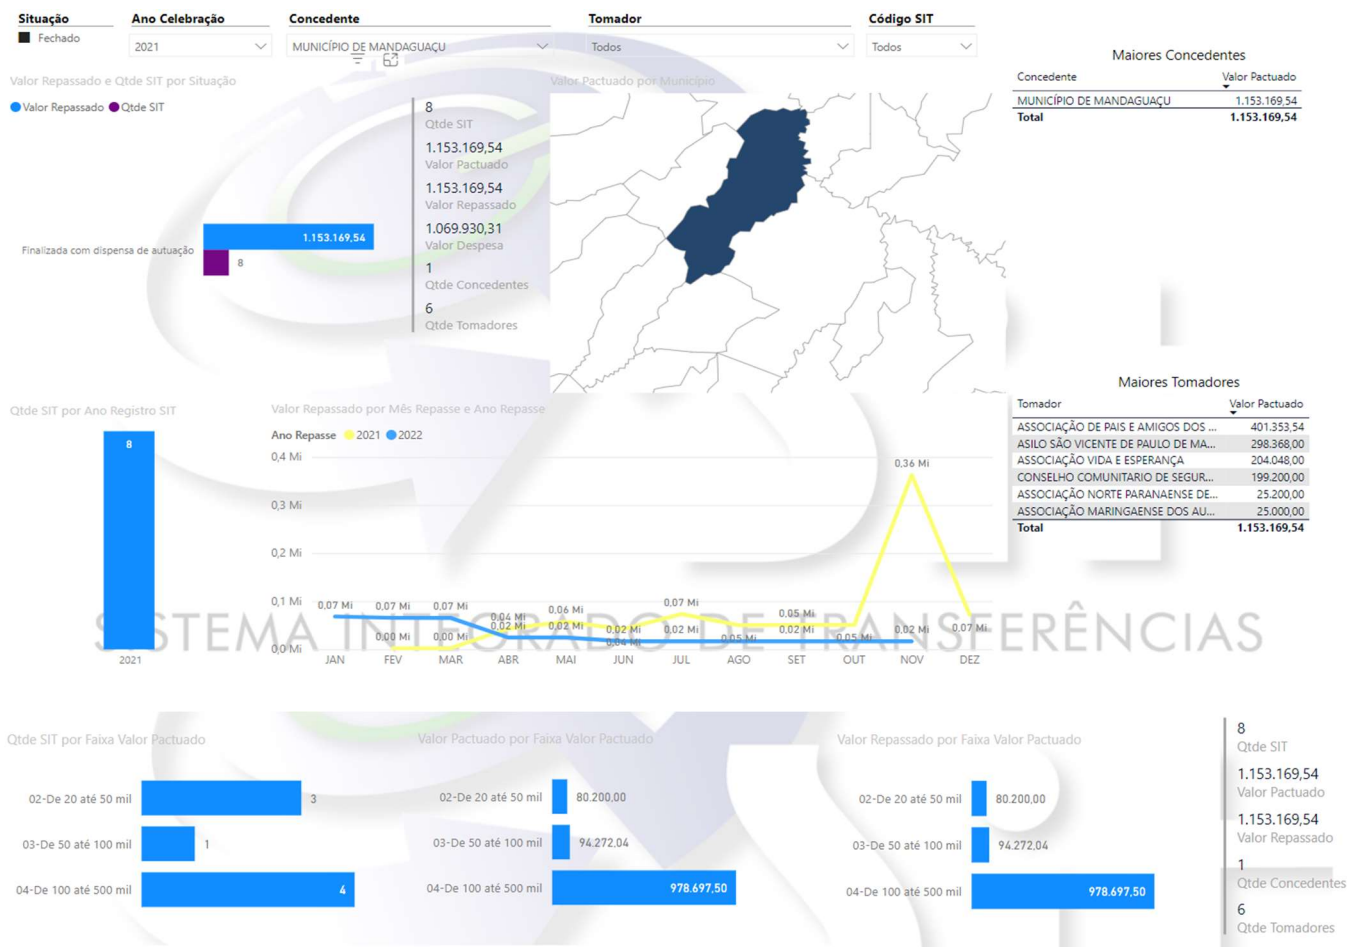 Situação
Fechado
Ano Celebração
2021
Concedente
MUNICÍPIO DE MANDAGUAÇU
Tomador
Todos
Código SIT
Todos
Valor Repassado e Qtde SIT por Situação
Valor Repassado Qtde SIT
Finalizada com dispensa de autuação
1.153.169,54
8
8
Qtde SIT
1.153.169,54
Valor Pactuado
1.153.169,54
Valor Repassado
1.069.930,31
Valor Despesa
1
Qtde Concedentes
6
Qtde Tomadores
Valor Pactuado por Município
Maiores Concedentes
Concedente Valor Pactuado
MUNICÍPIO DE MANDAGUAÇU 1.153.169,54
Total 1.153.169,54
Qtde SIT por Ano Registro SIT
8
2021
Valor Repassado por Mês Repasse e Ano Repasse
Ano Repasse 2021 2022
0,4 Mi
0,3 Mi
0,2 Mi
0,1 Mi
0,0 Mi
0,36 Mi
0,07 Mi 0,07 Mi 0,07 Mi 0,04 Mi 0,06 Mi 0,02 Mi 0,07 Mi 0,05 Mi
0,00 Mi 0,00 Mi 0,02 Mi 0,02 Mi 0,04 Mi 0,02 Mi 0,05 Mi 0,02 Mi 0,05 Mi 0,02 Mi 0,07 Mi
JAN FEV MAR ABR MAI JUN JUL AGO SET OUT NOV DEZ
Maiores Tomadores
Tomador Valor Pactuado
ASSOCIAÇÃO DE PAIS E AMIGOS DOS ... 401.353,54
ASILO SÃO VICENTE DE PAULO DE MA... 298.368,00
ASSOCIAÇÃO VIDA E ESPERANÇA 204.048,00
CONSELHO COMUNITARIO DE SEGUR... 199.200,00
ASSOCIAÇÃO NORTE PARANAENSE DE... 25.200,00
ASSOCIAÇÃO MARINGAENSE DOS AU... 25.000,00
Total 1.153.169,54
SISTEMA INTEGRADO DE TRANSFERÊNCIAS
Qtde SIT por Faixa Valor Pactuado
02-De 20 até 50 mil 3
03-De 50 até 100 mil 1
04-De 100 até 500 mil 4
Valor Pactuado por Faixa Valor Pactuado
02-De 20 até 50 mil 80.200,00
03-De 50 até 100 mil 94.272,04
04-De 100 até 500 mil 978.697,50
Valor Repassado por Faixa Valor Pactuado
02-De 20 até 50 mil 80.200,00
03-De 50 até 100 mil 94.272,04
04-De 100 até 500 mil 978.697,50
8
Qtde SIT
1.153.169,54
Valor Pactuado
1.153.169,54
Valor Repassado
1
Qtde Concedentes
6
Qtde Tomadores